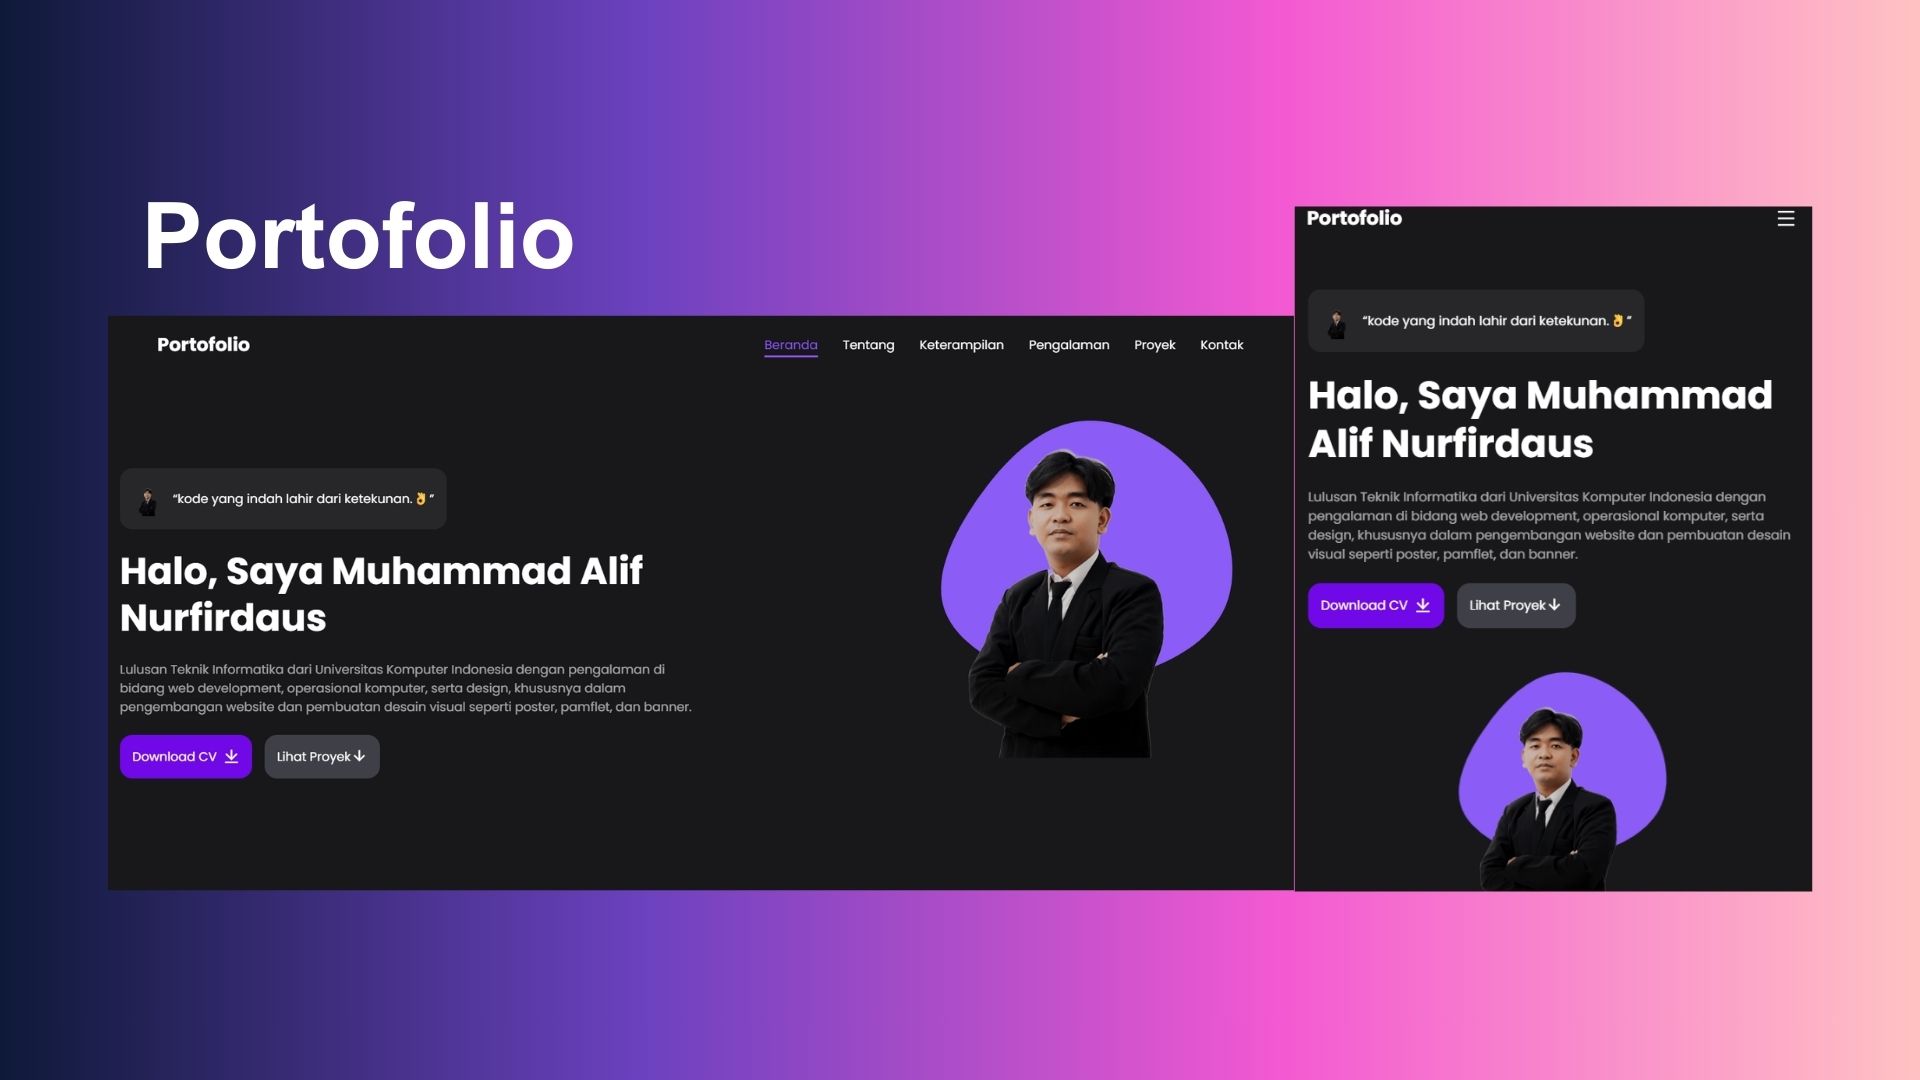 Portofolio
Portofolio
Beranda Tentang Keterampilan Pengalaman Proyek Kontak
“kode yang indah lahir dari ketekunan.👌”
Halo, Saya Muhammad Alif
Nurfirdaus
Lulusan Teknik Informatika dari Universitas Komputer Indonesia dengan pengalaman di
bidang web development, operasional komputer, serta design, khususnya dalam
pengembangan website dan pembuatan desain visual seperti poster, pamflet, dan banner.
Download CV
Lihat Proyek
Portofolio
“kode yang indah lahir dari ketekunan.👌“
Halo, Saya Muhammad
Alif Nurfirdaus
Lulusan Teknik Informatika dari Universitas Komputer Indonesia dengan
pengalaman di bidang web development, operasional komputer, serta
design, khususnya dalam pengembangan website dan pembuatan desain
visual seperti poster, pamflet, dan banner.
Download CV
Lihat Proyek